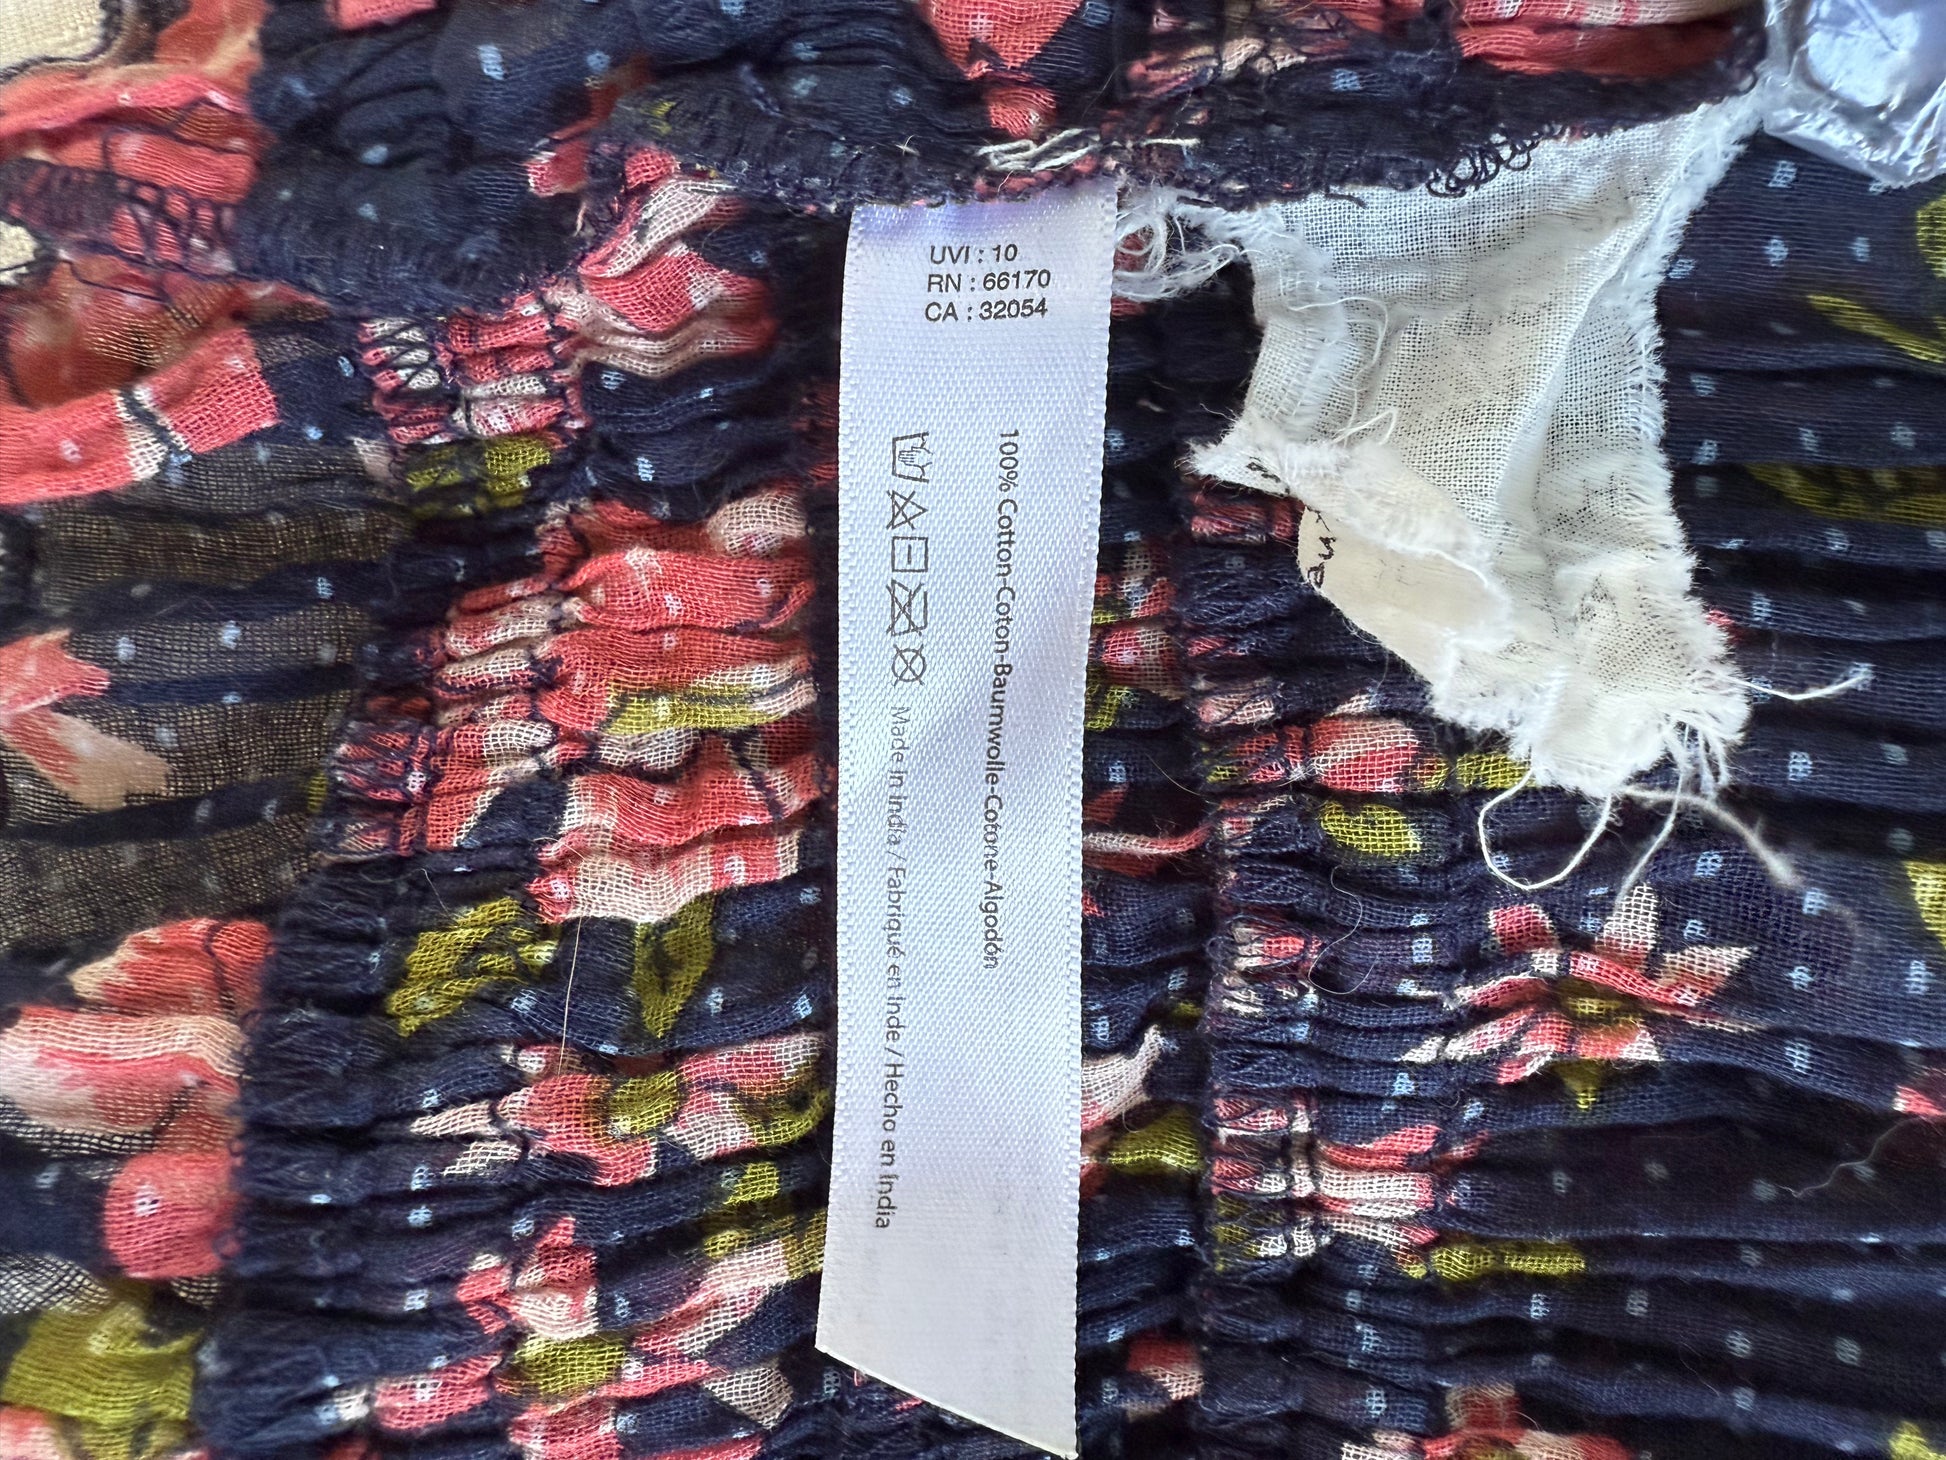 UVI : 10
RN : 66170
CA : 32054
100% Cotton-Coton-Baumwolle-Cotone-Algodón
Made in India / Fabriqué en Inde / Hecho en India